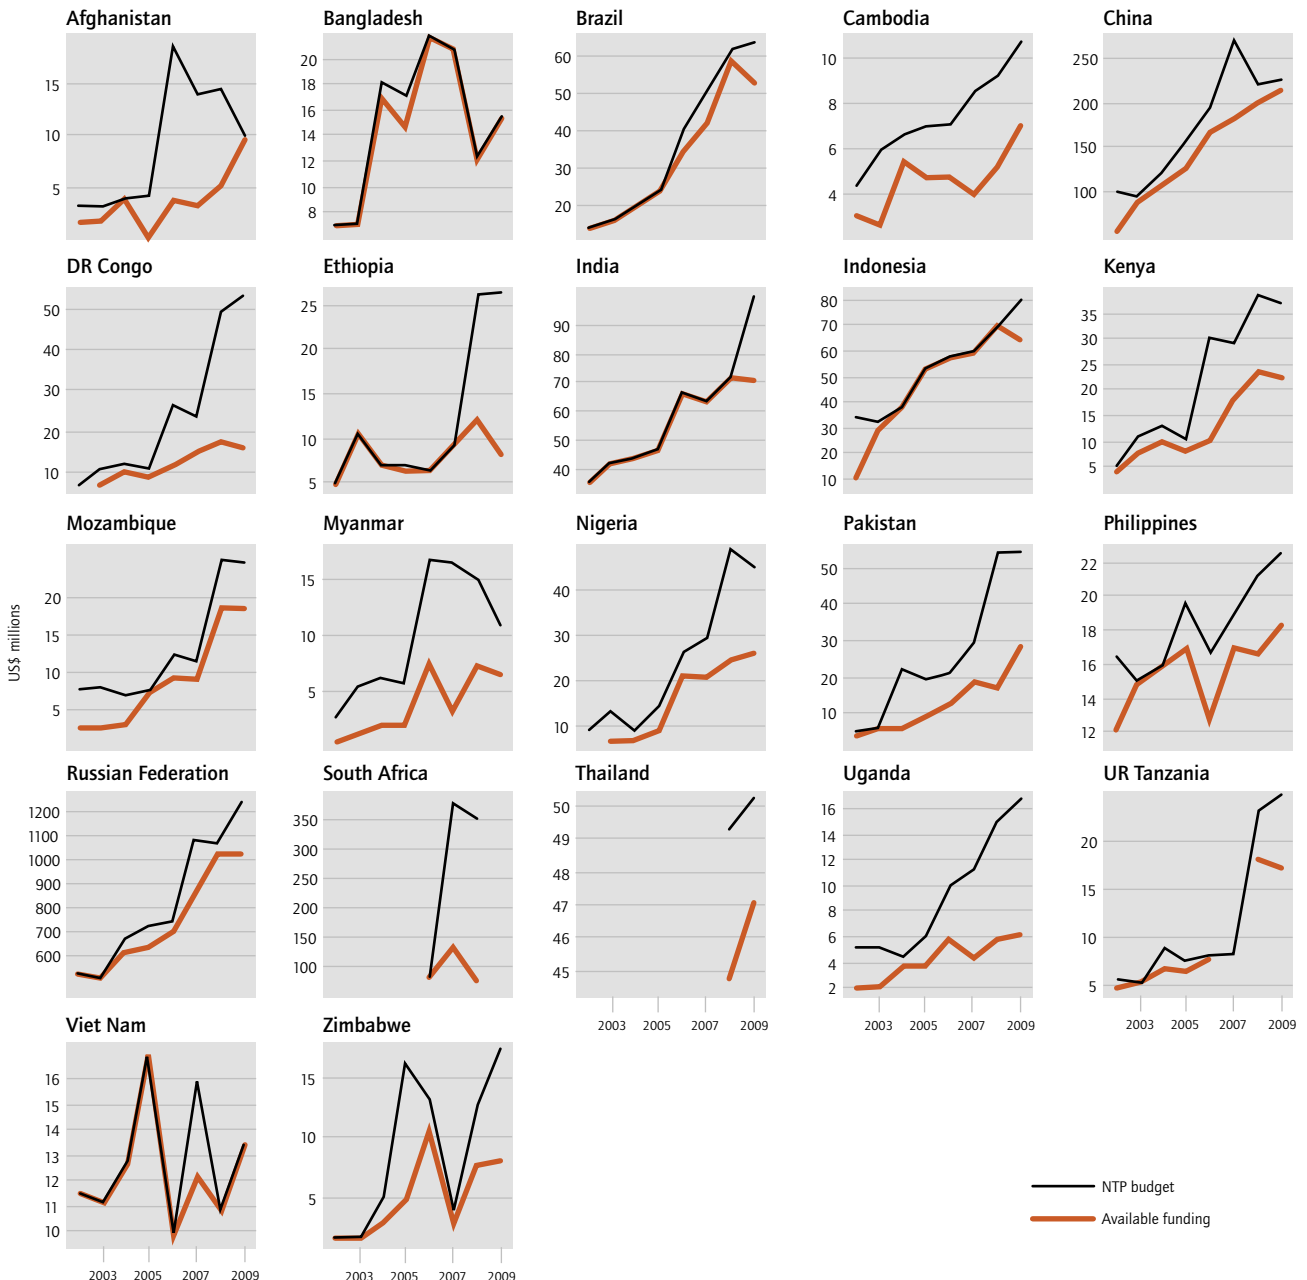 Afghanistan Bangladesh Brazil Cambodia China
15 10 5
20 18 16 14 12 10 8
60 50 40 30 20
10 8 6 4
250 200 150 100
DR Congo Ethiopia India Indonesia Kenya
50 40 30 20 10
25 20 15 10 5
90 80 70 60 50 40
80 70 60 50 40 30 20 10
35 30 25 20 15 10 5
Mozambique Myanmar Nigeria Pakistan Philippines
US$ millions
20 15 10 5
15 10 5
40 30 20 10
50 40 30 20 10
22 20 18 16 14 12
Russian Federation South Africa Thailand Uganda UR Tanzania
1200 1100 1000 900 800 700 600
350 300 250 200 150 100
50 49 48 47 46 45
16 14 12 10 8 6 4 2
20 15 10 5
2003 2005 2007 2009 2003 2005 2007 2009 2003 2005 2007 2009
Viet Nam Zimbabwe
16 15 14 13 12 11 10
15 10 5
2003 2005 2007 2009 2003 2005 2007 2009
NTP budget
Available funding